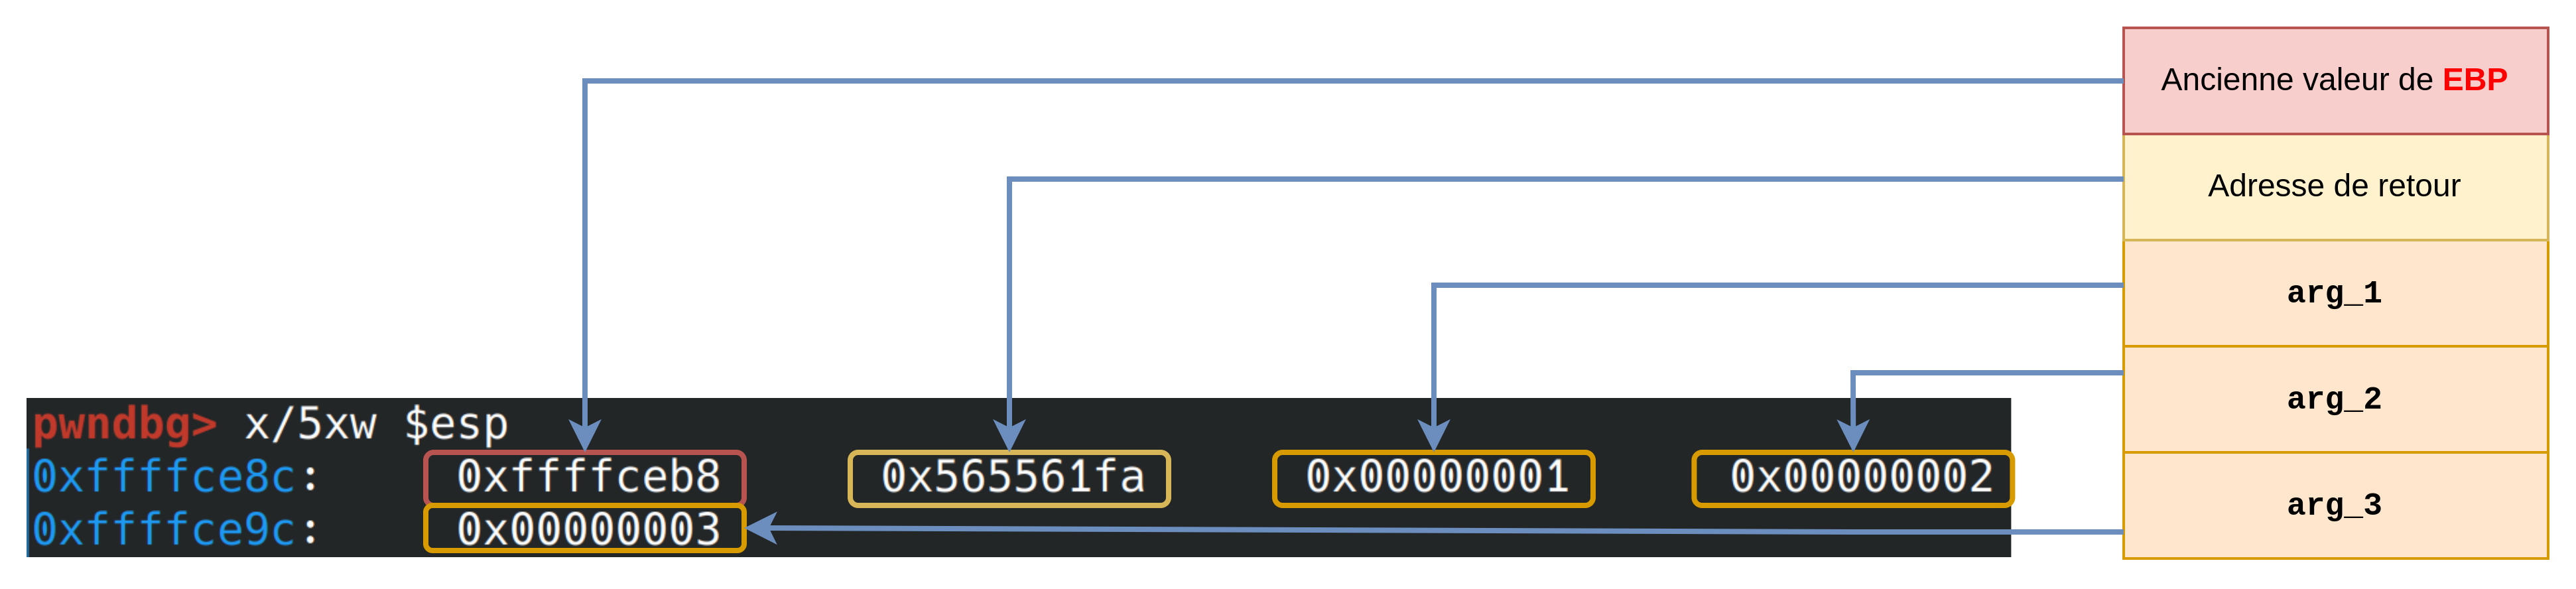 Ancienne valeur de EBP
Adresse de retour
arg_1
arg_2
arg_3
pwndbg> x/5xw $esp
0xffffce8c: 0xffffceb8 0x565561fa 0x00000001 0x00000002
0xffffce9c: 0x00000003